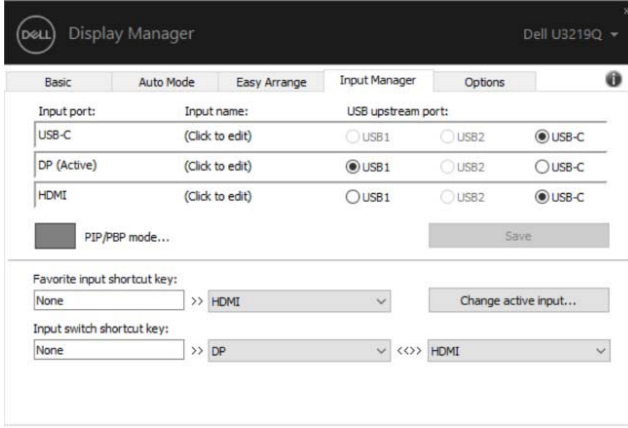 DELL Display Manager Dell U3219Q
Basic Auto Mode Easy Arrange Input Manager Options
Input port: Input name: USB upstream port:
USB-C (Click to edit) USB1 USB2 USB-C
DP (Active) (Click to edit) USB1 USB2 USB-C
HDMI (Click to edit) USB1 USB2 USB-C
PIP/PBP mode... Save
Favorite input shortcut key:
None >> HDMI Change active input...
Input switch shortcut key:
None >> DP <<>> HDMI